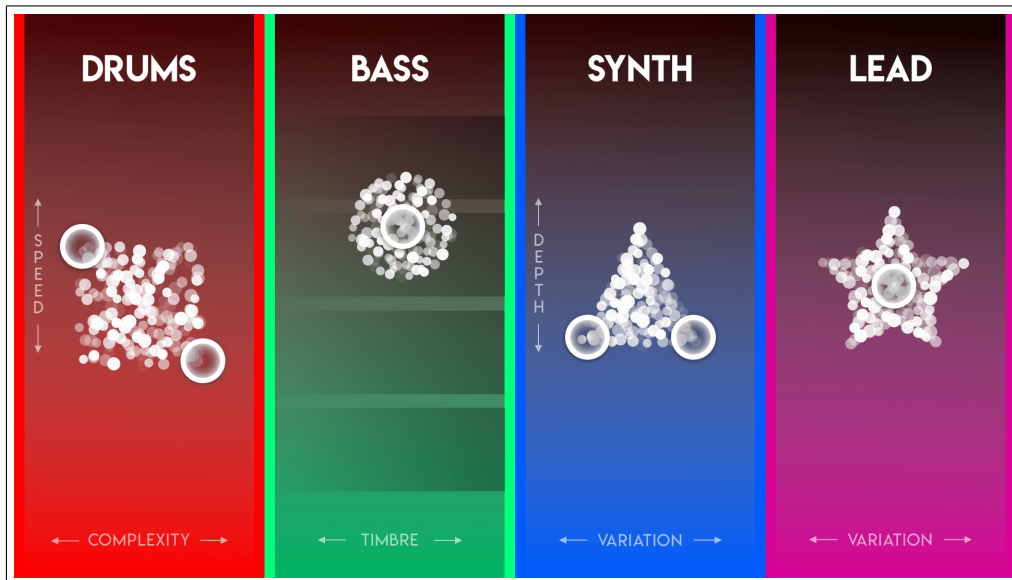 DRUMS
BASS
SYNTH
LEAD
SPEED
DEPTH
COMPLEXITY
TIMBRE
VARIATION
VARIATION